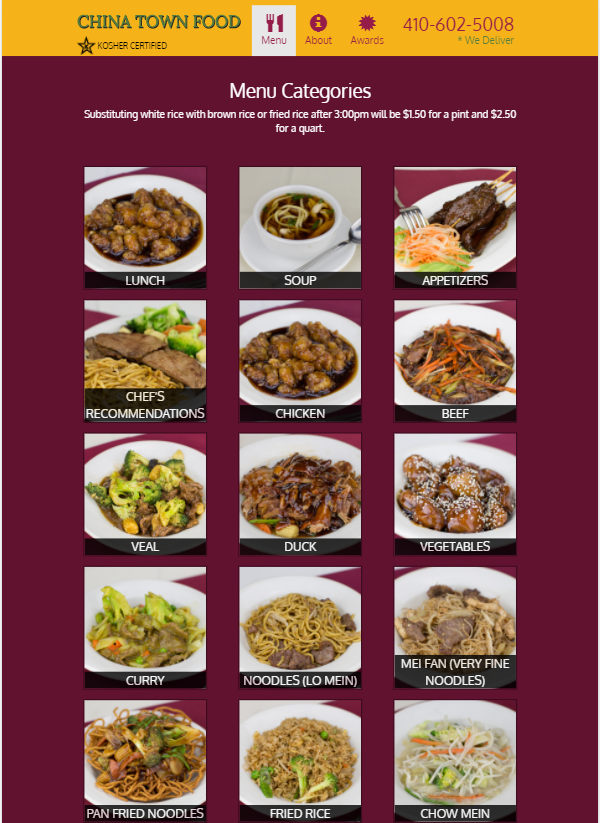 CHINA TOWN FOOD
KOSHER CERTIFIED
Menu
About
Awards
410-602-5008
* We Deliver
Menu Categories
Substituting white rice with brown rice or fried rice after 3:00pm will be $1.50 for a pint and $2.50
for a quart.
LUNCH
SOUP
APPETIZERS
CHEF'S
RECOMMENDATIONS
CHICKEN
BEEF
VEAL
DUCK
VEGETABLES
CURRY
NOODLES (LO MEIN)
MEI FAN (VERY FINE
NOODLES)
PAN FRIED NOODLES
FRIED RICE
CHOW MEIN